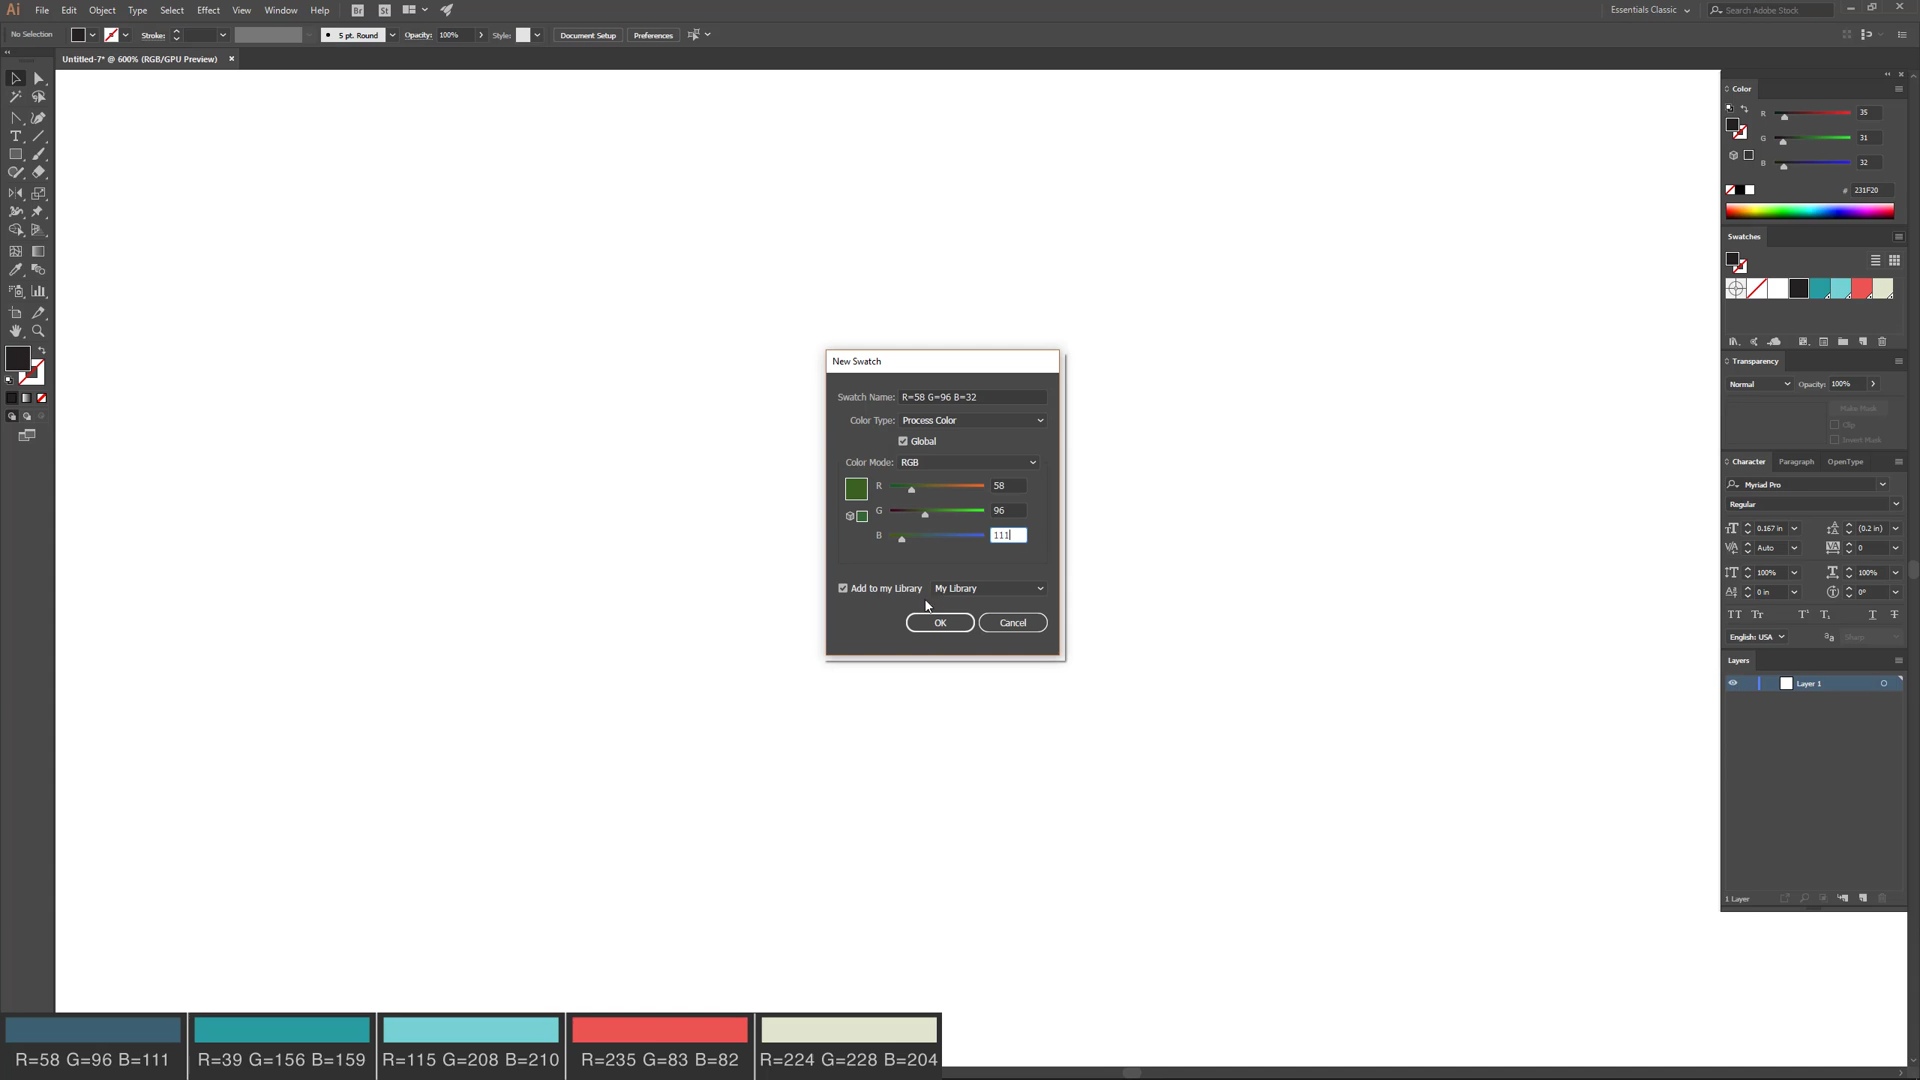 Ai File Edit Object Type Select Effect View Window Help Br St Essentials Classic Search Adobe Stock
No Selection Stroke: 5 pt. Round Opacity: 100% Style: Document Setup Preferences
Untitled-7* @ 600% (RGB/GPU Preview)
Color
R 35
G 31
B 32
# 231F20
Swatches
Transparency
Normal Opacity: 100%
Make Mask
Clip
Invert Mask
Character Paragraph OpenType
Myriad Pro
Regular
0.167 in (0.2 in)
Auto 0
100% 100%
0 in 0°
English: USA Sharp
Layers
Layer 1
1 Layer
New Swatch
Swatch Name: R=58 G=96 B=32
Color Type: Process Color
Global
Color Mode: RGB
R 58
G 96
B 111
Add to my Library My Library
OK Cancel
R=58 G=96 B=111 R=39 G=156 B=159 R=115 G=208 B=210 R=235 G=83 B=82 R=224 G=228 B=204